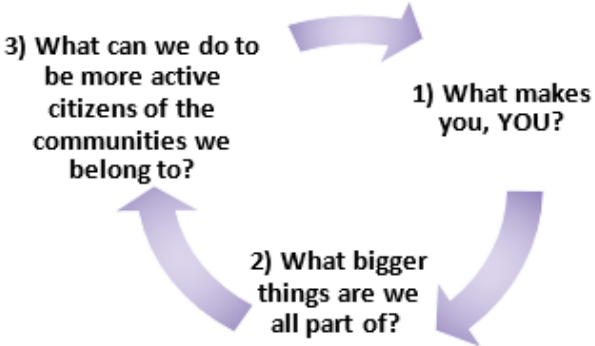 1) What makes
you, YOU?
2) What bigger
things are we
all part of?
3) What can we do to
be more active
citizens of the
communities we
belong to?